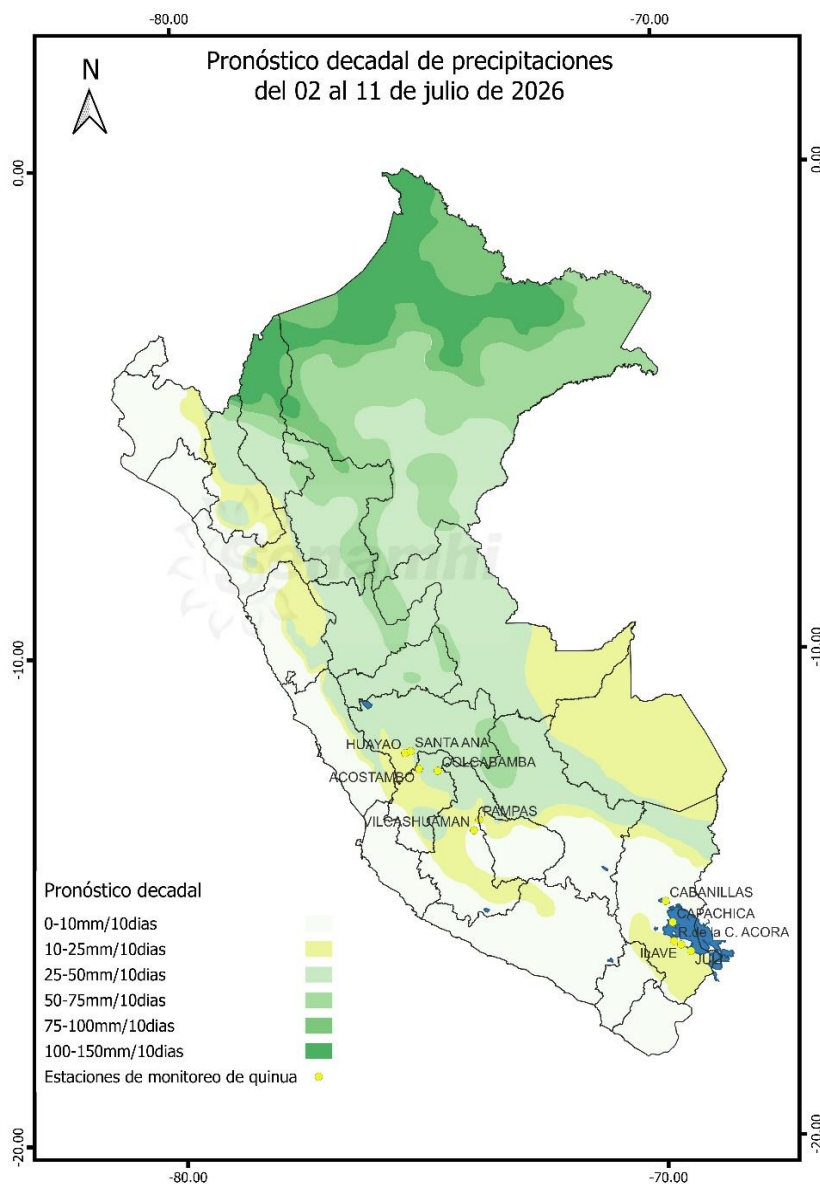 -80.00
-70.00
Pronóstico decadal de precipitaciones
del 02 al 11 de julio de 2026
N
0.00
0.00
Senamhi
-10.00
-10.00
HUAYAO
SANTA ANA
ACOSTAMBO
COLCABAMBA
PAMPAS
VILCASHUAMAN
CABANILLAS
CAPACHICA
R.de la C. ACORA
ILAVE
JULI
Pronóstico decadal
0-10mm/10dias
10-25mm/10dias
25-50mm/10dias
50-75mm/10dias
75-100mm/10dias
100-150mm/10dias
Estaciones de monitoreo de quinua
-20.00
-20.00
-80.00
-70.00